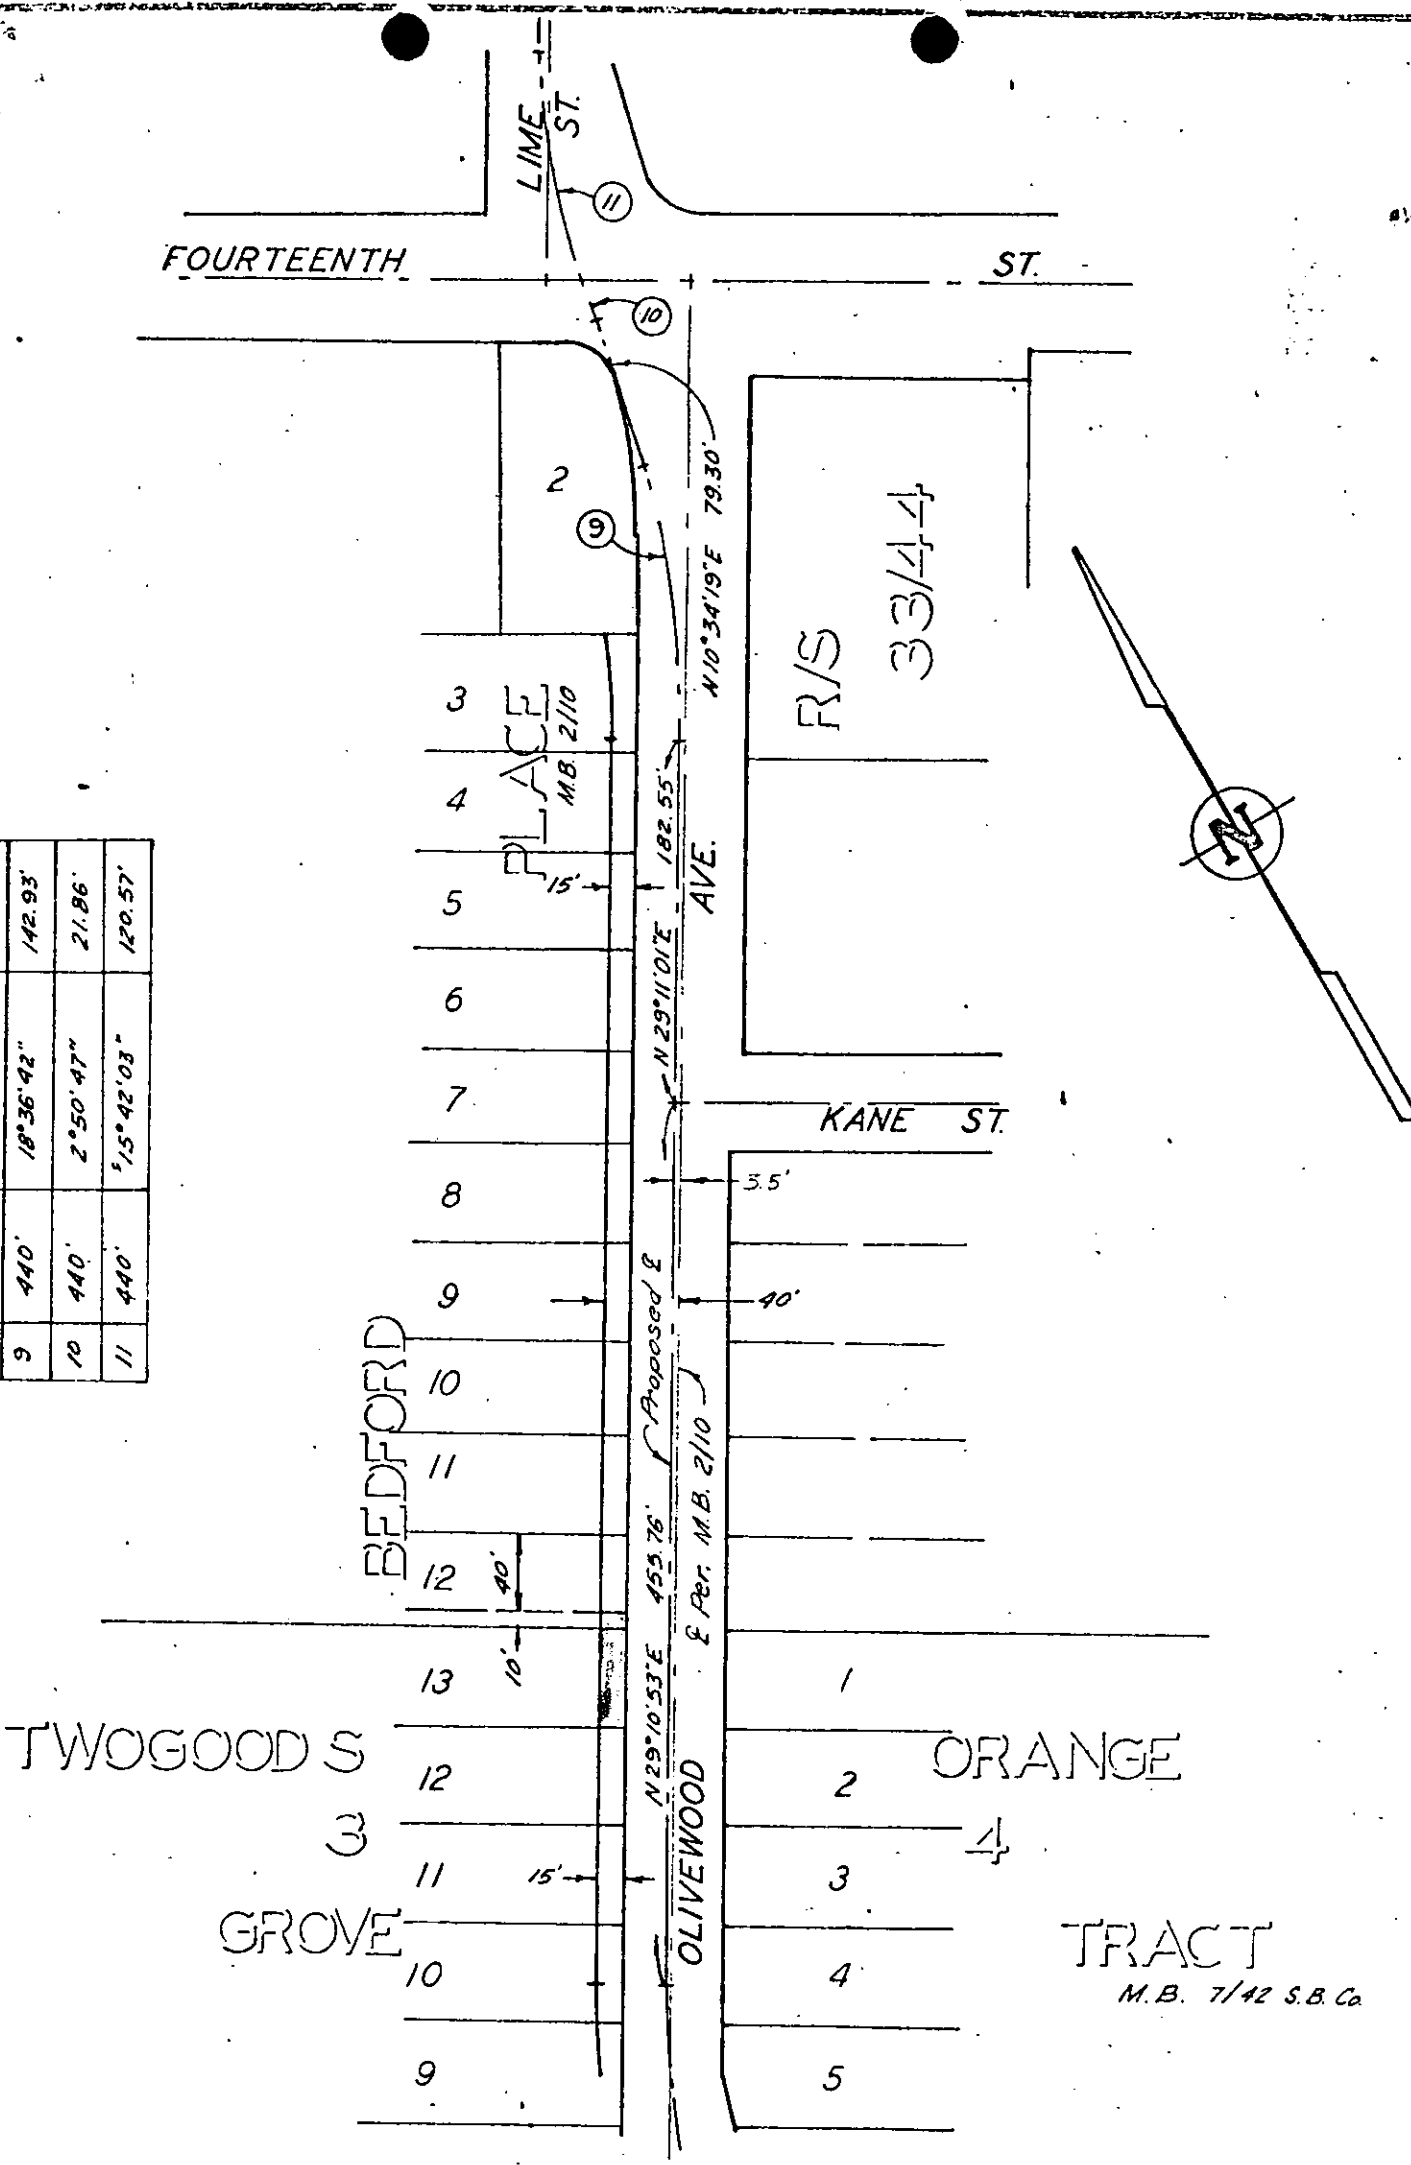 LIME
ST.
11
FOURTEENTH ST.
10
2
9
N 10°34'19"E 79.30'
R/S
33/44
3
PLACE
M.B. 2/10
4
182.55'
AVE.
N
15'
5
N 29°11'01"E
6
7
KANE ST.
8
3.5'
9
40'
Proposed ℄
BEDFORD
10
11
℄ Per. M.B. 2/10
12
40'
10'
N 29°10'53"E 455.76'
9 440' 18°36'42" 142.93'
10 440' 2°50'47" 21.86'
11 440' 15°42'03" 120.57'
13
1
TWOGOODS
ORANGE
12
2
3
4
OLIVEWOOD
11
15'
3
GROVE
TRACT
10
4
M.B. 7/42 S.B. Co.
9
5